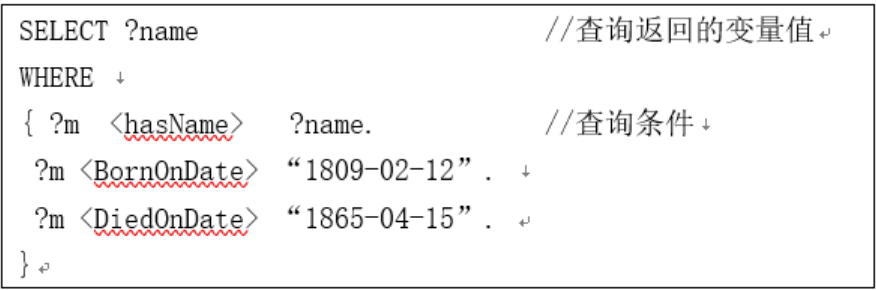 SELECT ?name //查询返回的变量值
WHERE
{ ?m <hasName> ?name. //查询条件
?m <BornOnDate> “1809-02-12”.
?m <DiedOnDate> “1865-04-15”.
}